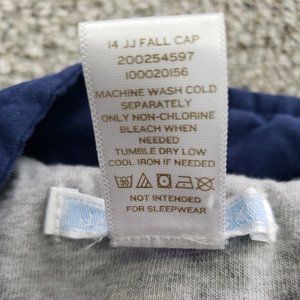 14 JJ FALL CAP
200254597
100020156
MACHINE WASH COLD
SEPARATELY
ONLY NON-CHLORINE
BLEACH WHEN
NEEDED
TUMBLE DRY LOW
COOL IRON IF NEEDED
NOT INTENDED
FOR SLEEPWEAR